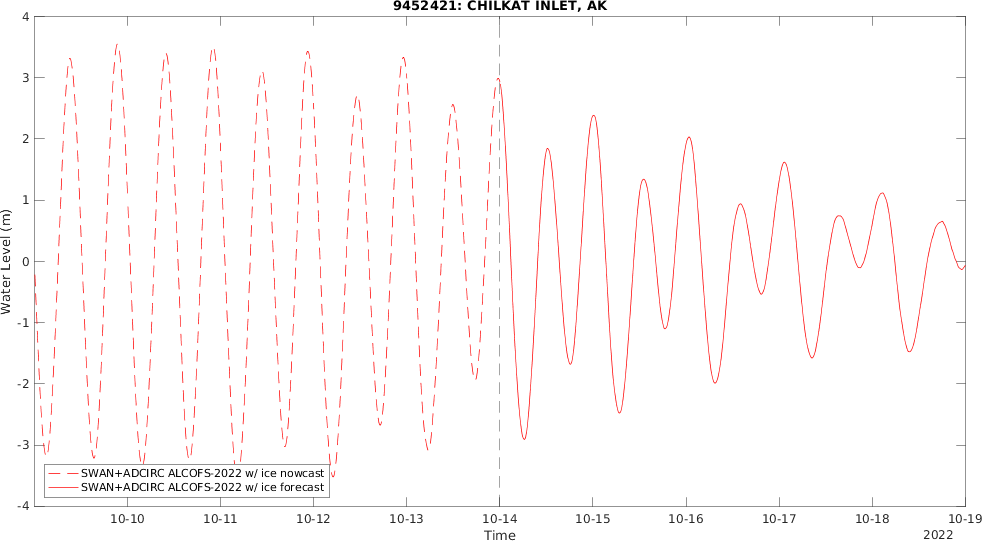 9452421: CHILKAT INLET, AK
4
3
2
1
0
-1
-2
-3
-4
Water Level (m)
SWAN+ADCIRC ALCOFS-2022 w/ ice nowcast
SWAN+ADCIRC ALCOFS-2022 w/ ice forecast
10-10 10-11 10-12 10-13 10-14 10-15 10-16 10-17 10-18 10-19
Time
2022